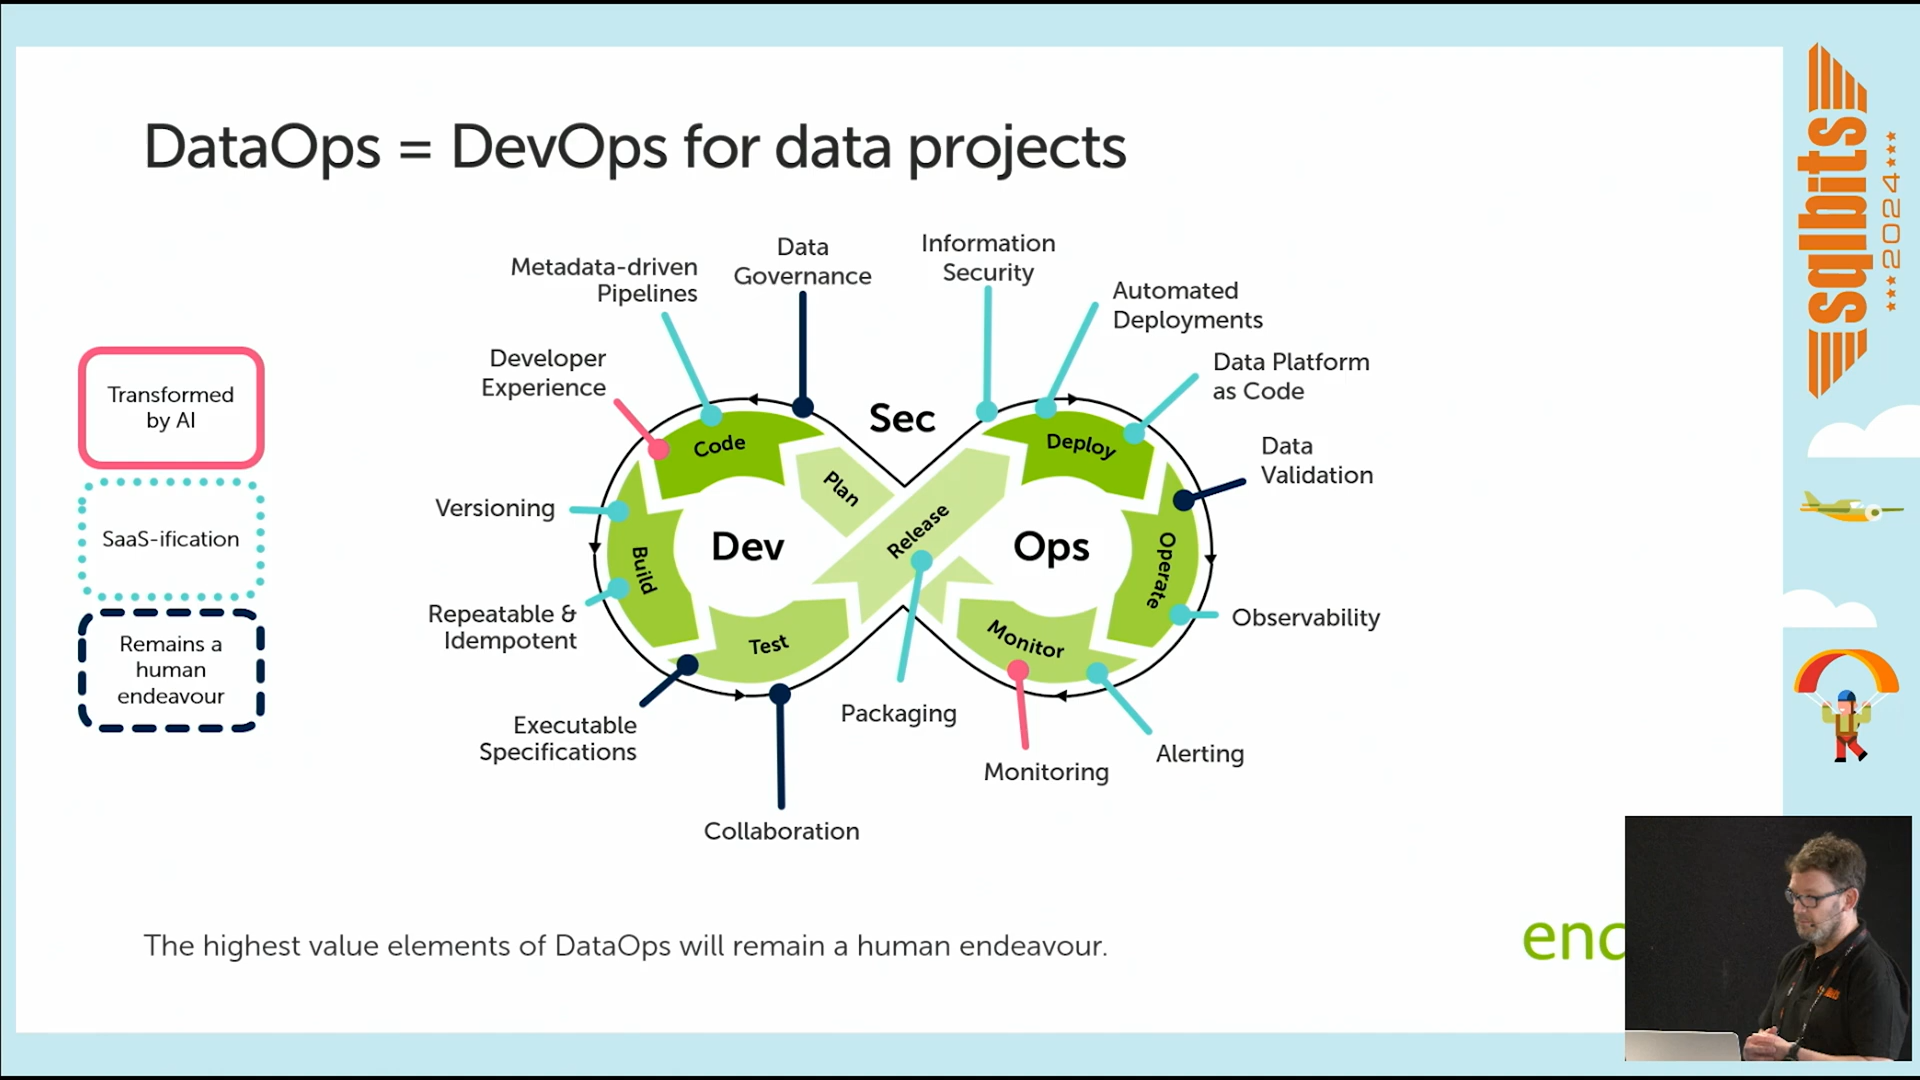 DataOps = DevOps for data projects
Transformed
by AI
SaaS-ification
Remains a
human
endeavour
Metadata-driven
Pipelines
Data
Governance
Information
Security
Automated
Deployments
Developer
Experience
Data Platform
as Code
Data
Validation
Versioning
Repeatable &
Idempotent
Observability
Executable
Specifications
Packaging
Monitoring
Alerting
Collaboration
Sec
Dev
Ops
Code
Plan
Build
Test
Release
Deploy
Operate
Monitor
The highest value elements of DataOps will remain a human endeavour.
sqlbits
2024